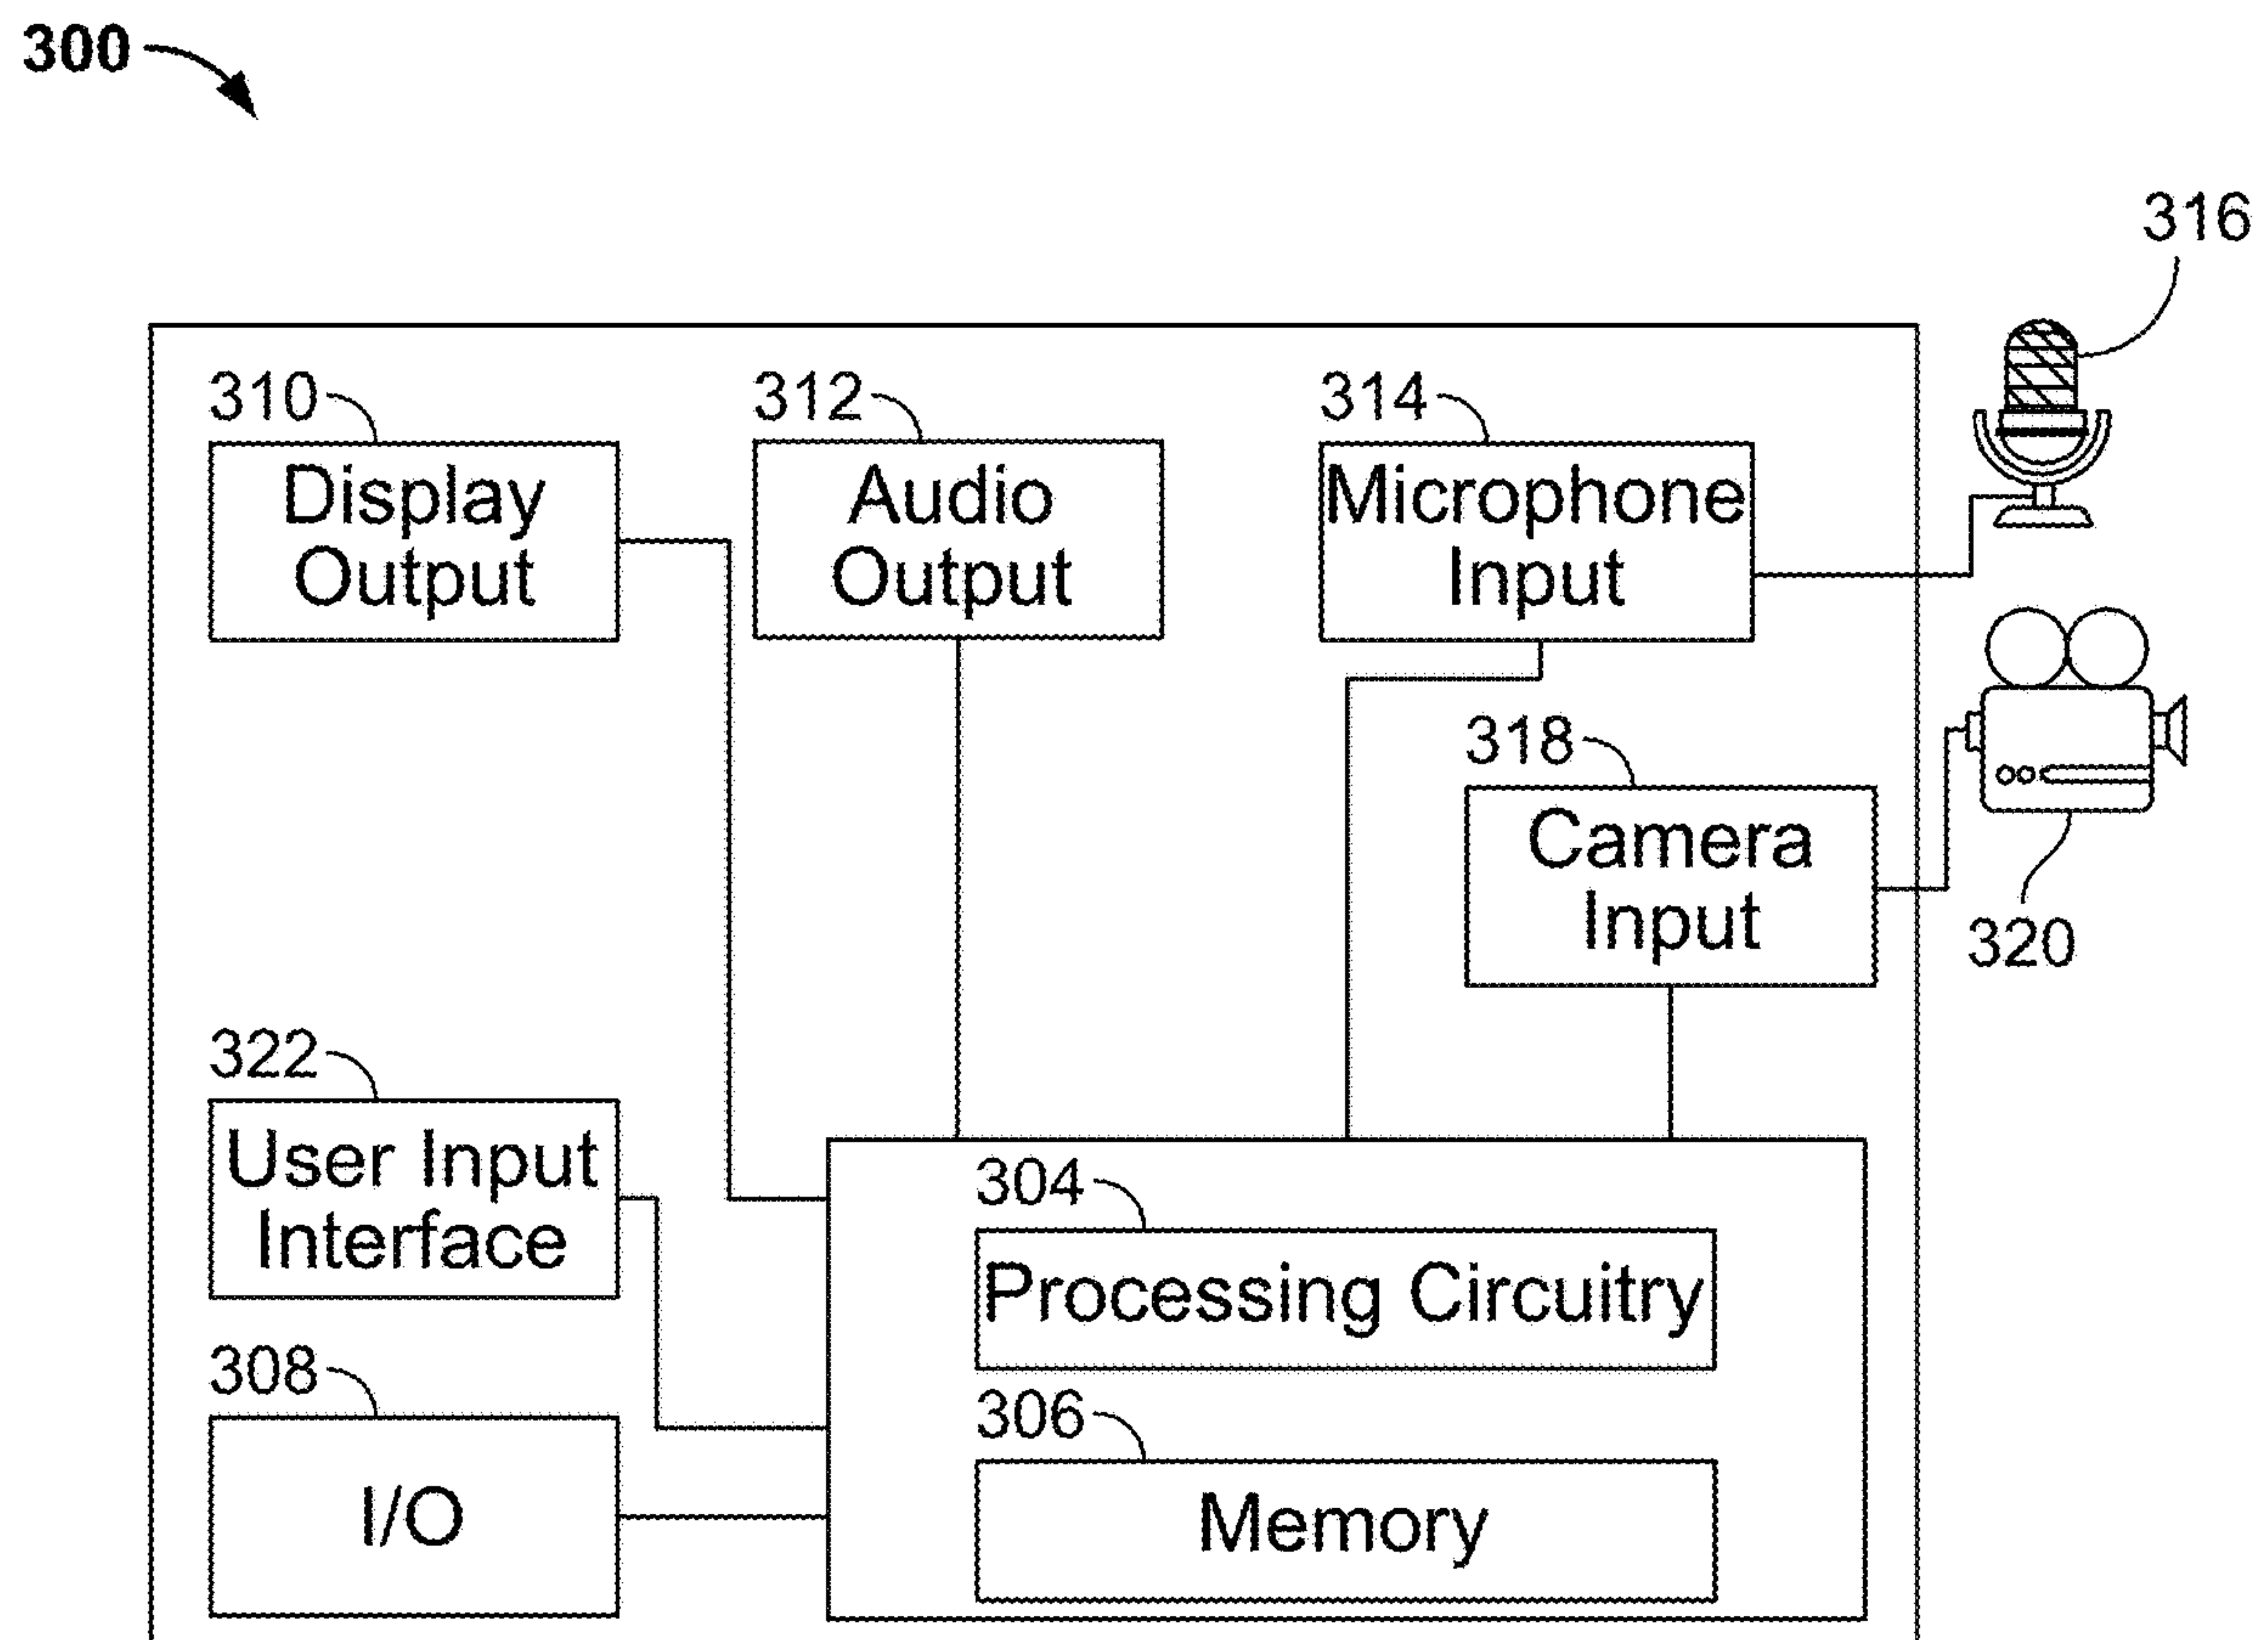 300
316
310
312
314
Display
Output
Audio
Output
Microphone
Input
318
Camera
Input
320
322
User Input
Interface
304
Processing Circuitry
308
I/O
306
Memory